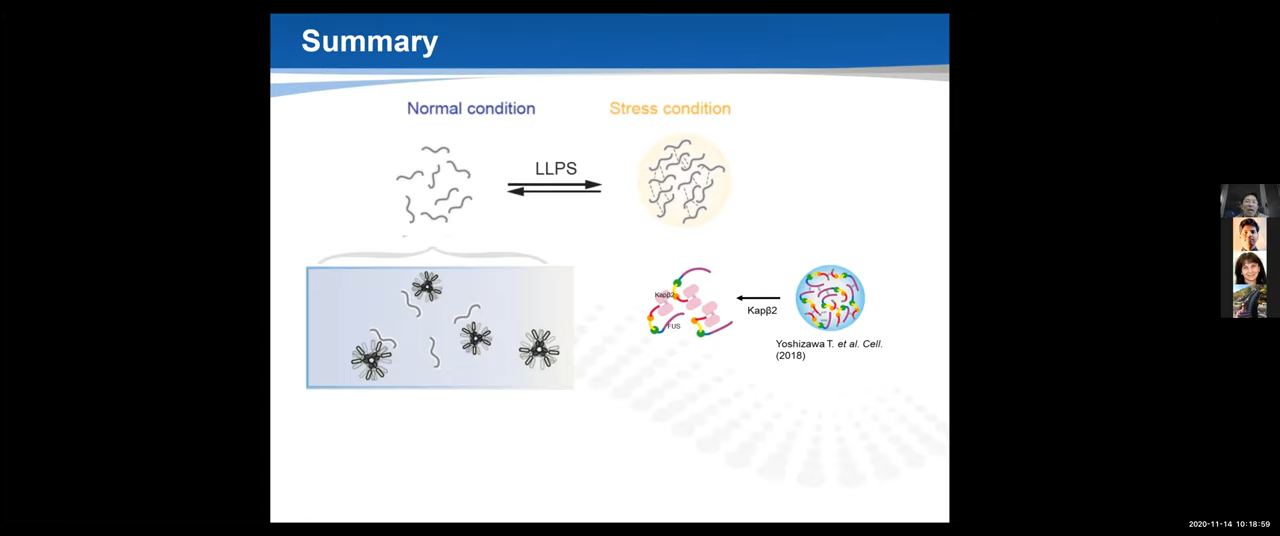 Summary
Normal condition
Stress condition
LLPS
Kapβ2
FUS
Kapβ2
Yoshizawa T. et al. Cell.
(2018)
2020-11-14 10:18:59